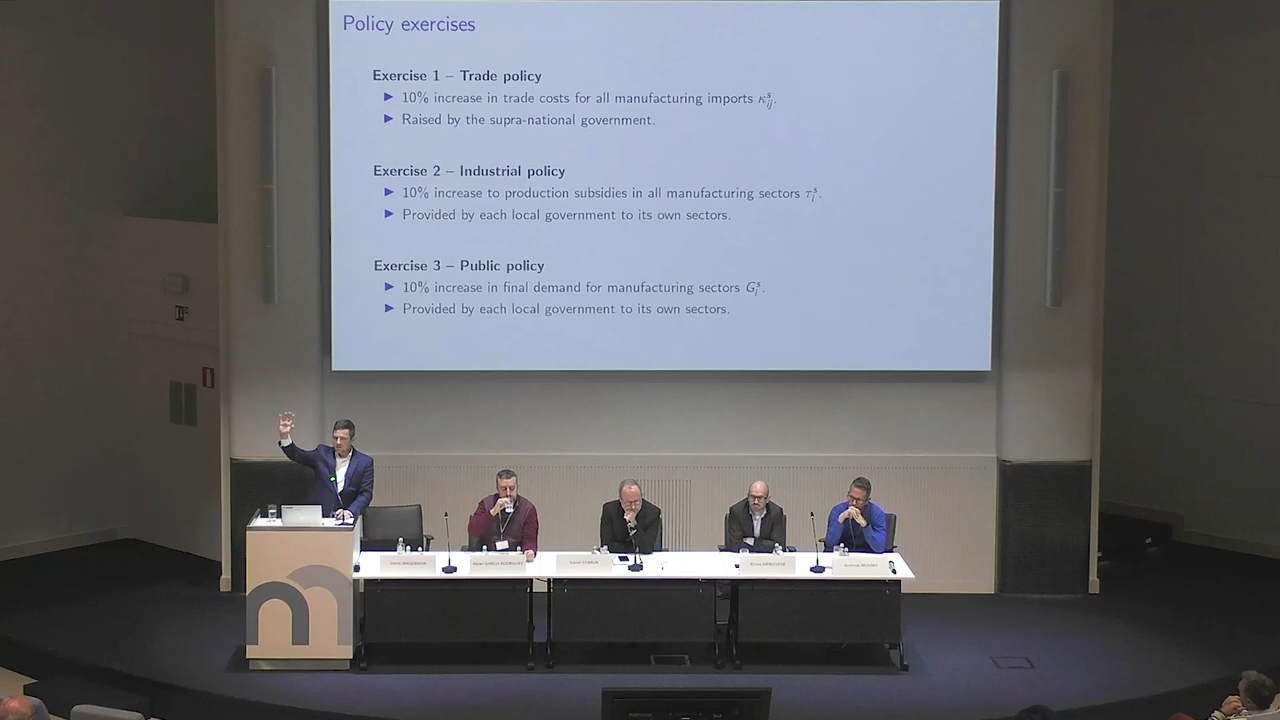 Policy exercises
Exercise 1 – Trade policy
▶ 10% increase in trade costs for all manufacturing imports κ^s_ij.
▶ Raised by the supra-national government.
Exercise 2 – Industrial policy
▶ 10% increase to production subsidies in all manufacturing sectors τ^s_i.
▶ Provided by each local government to its own sectors.
Exercise 3 – Public policy
▶ 10% increase in final demand for manufacturing sectors G^s_i.
▶ Provided by each local government to its own sectors.